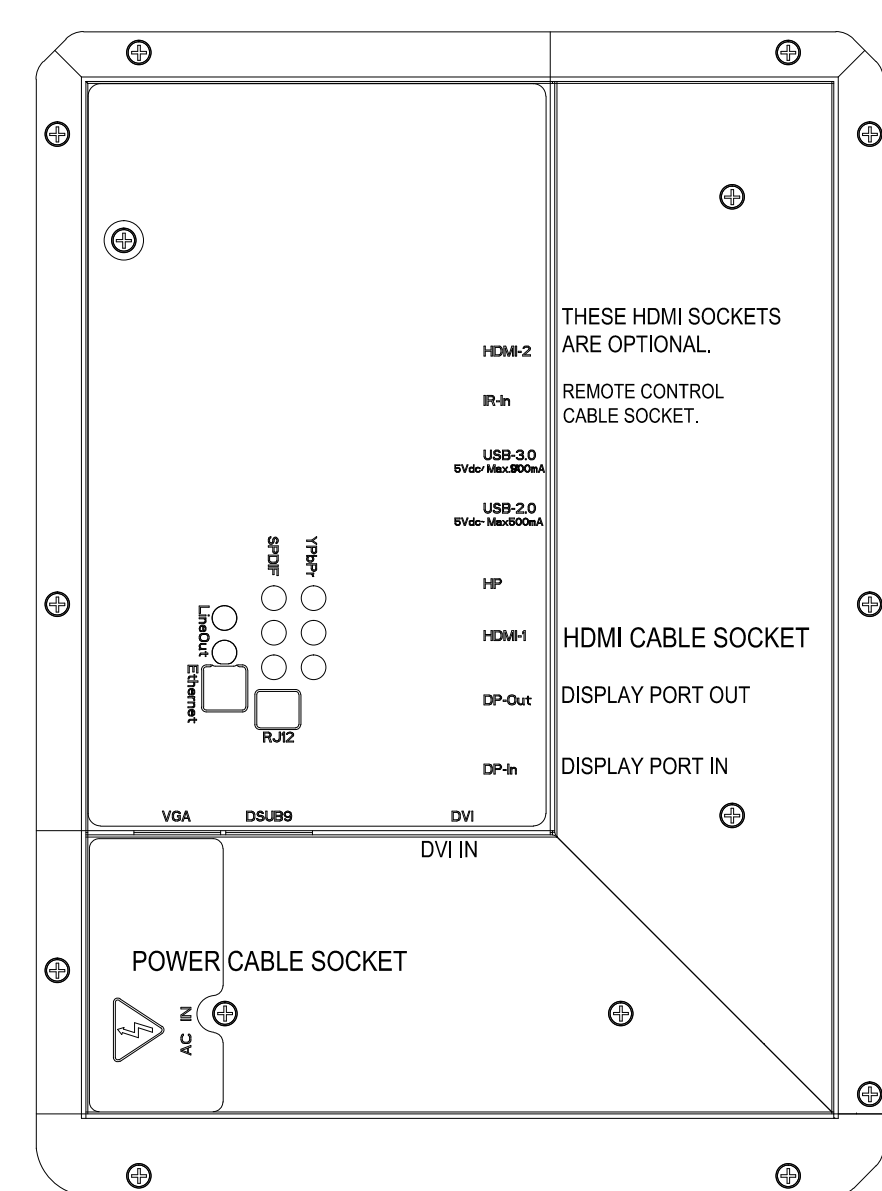 THESE HDMI SOCKETS
HDMI-2 ARE OPTIONAL.
IR-In REMOTE CONTROL
CABLE SOCKET.
USB-3.0
5Vdc⎓Max.900mA
USB-2.0
5Vdc⎓Max500mA
SPDIF
YPbPr
HP
LineOut
HDMI-1 HDMI CABLE SOCKET
Ethernet
DP-Out DISPLAY PORT OUT
RJ12
DP-In DISPLAY PORT IN
VGA DSUB9 DVI
DVI IN
POWER CABLE SOCKET
AC IN